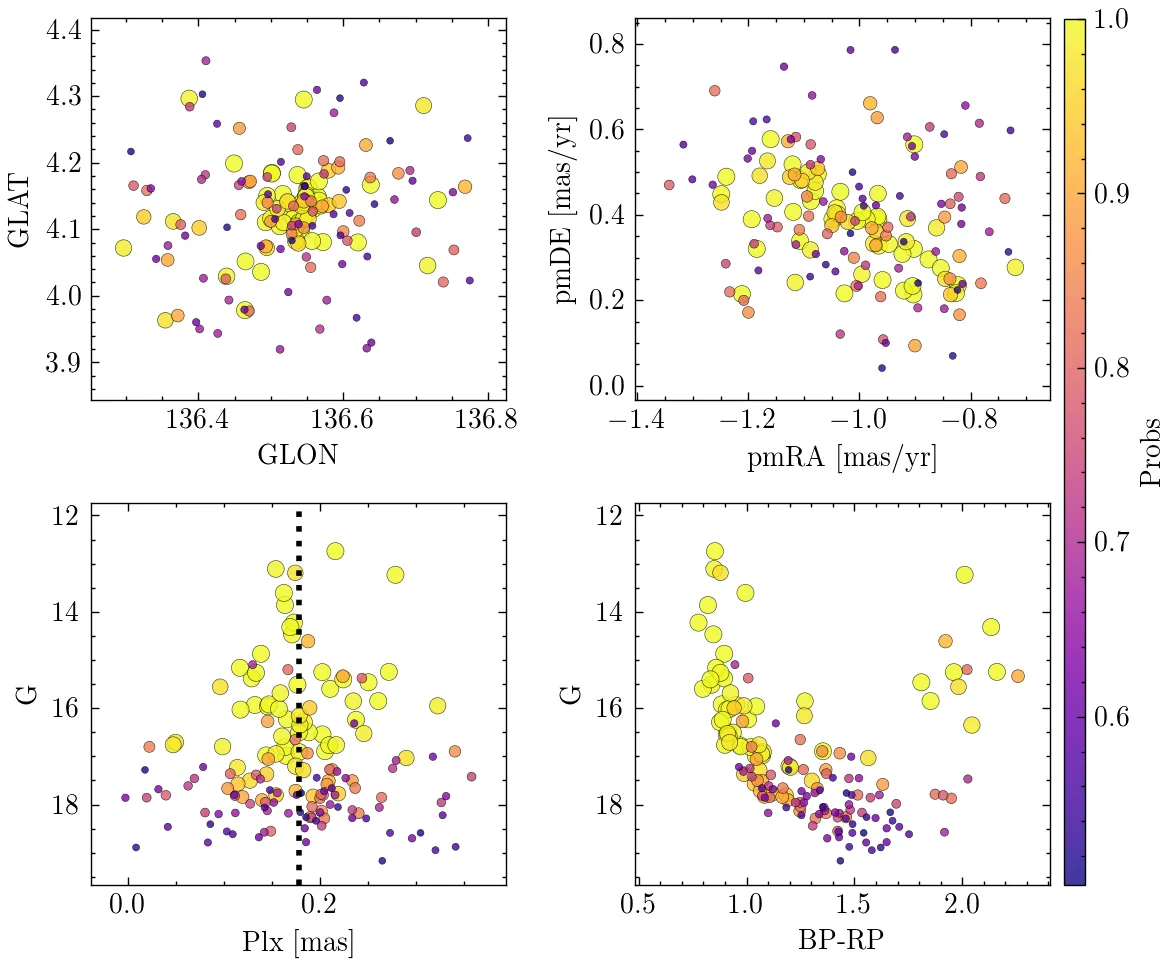 4.4
4.3
4.2
4.1
4.0
3.9
GLAT
136.4 136.6 136.8
GLON
0.8
0.6
0.4
0.2
0.0
pmDE [mas/yr]
−1.4 −1.2 −1.0 −0.8
pmRA [mas/yr]
1.0
0.9
0.8
0.7
0.6
Probs
12
14
16
18
G
0.0 0.2
Plx [mas]
12
14
16
18
G
0.5 1.0 1.5 2.0
BP-RP